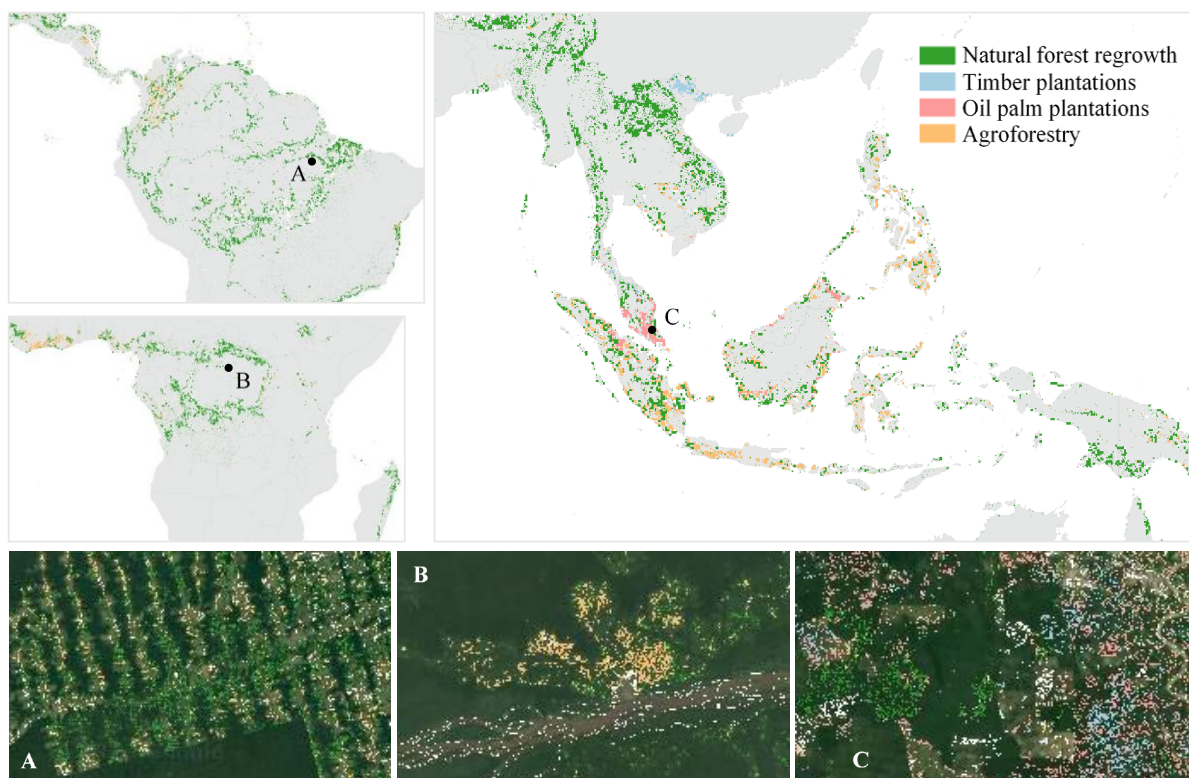 Natural forest regrowth
Timber plantations
Oil palm plantations
Agroforestry
A
B
C
A
B
C